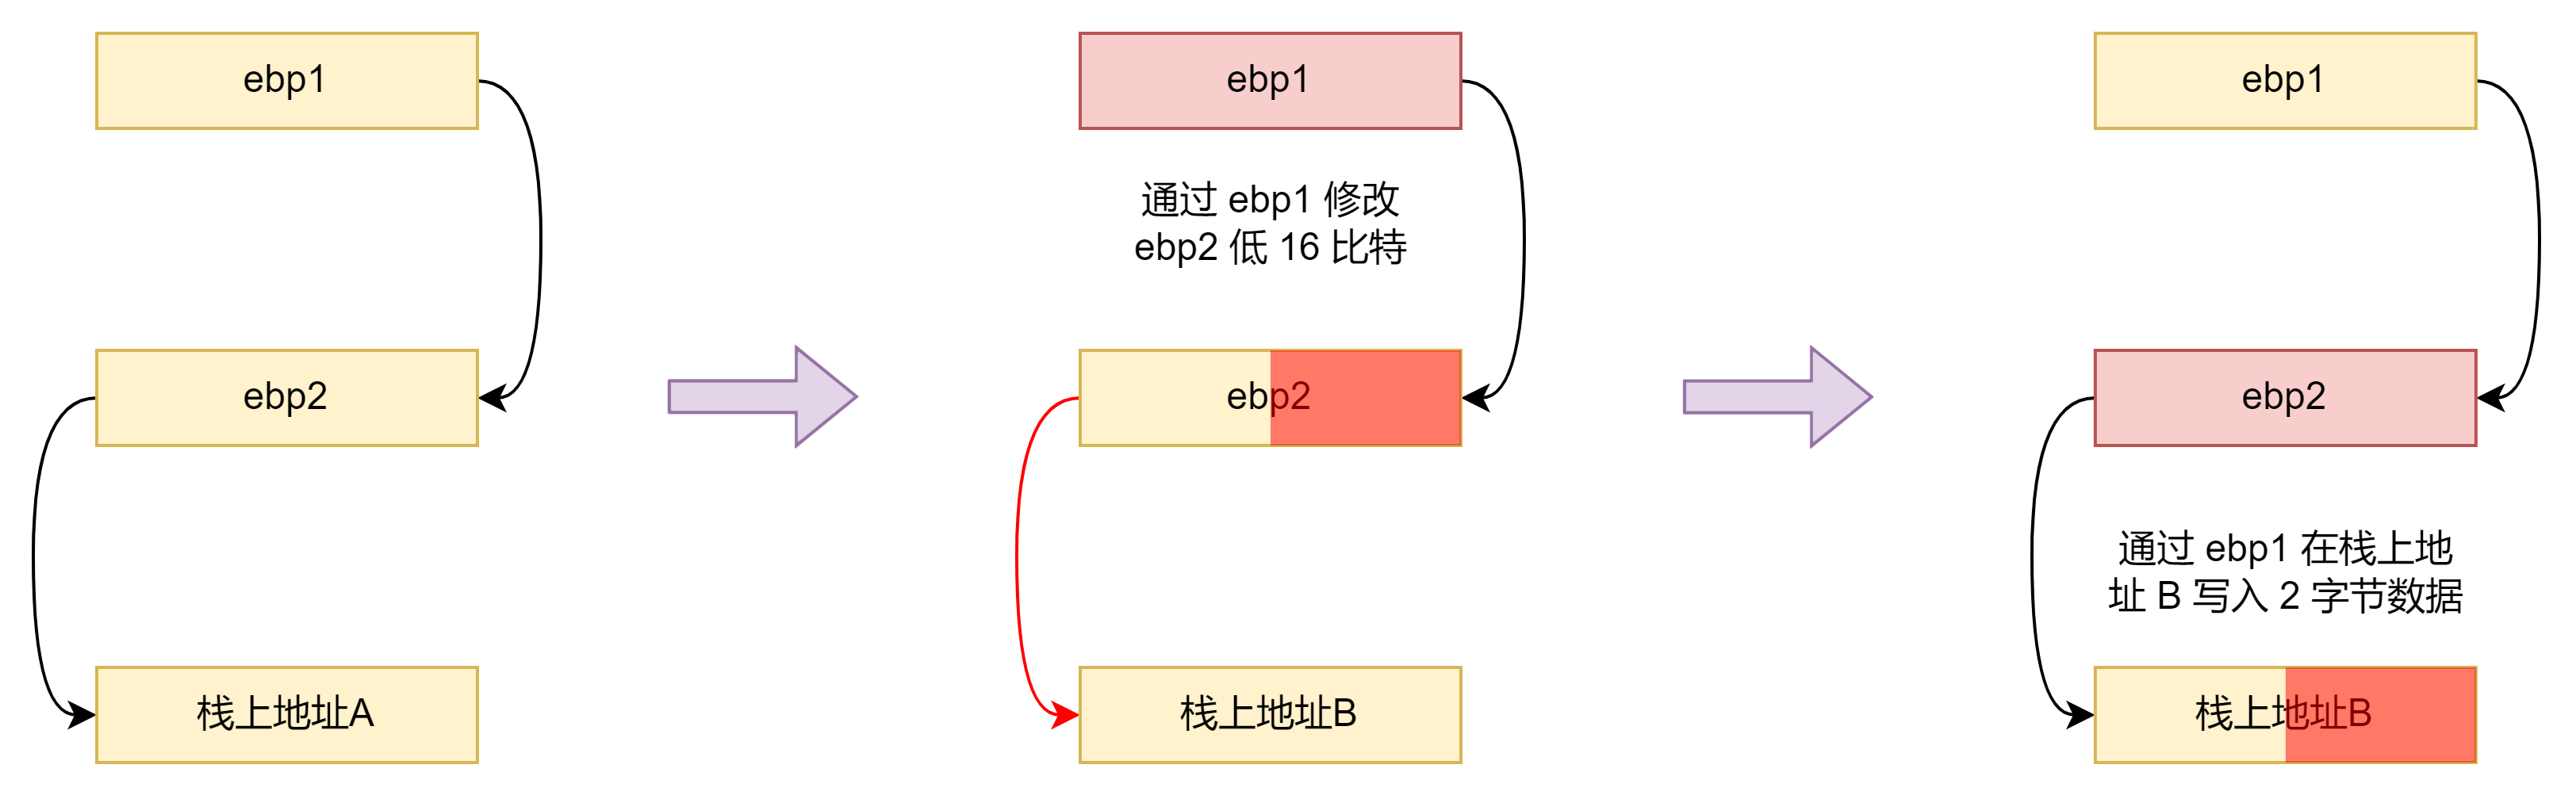 ebp1
ebp2
栈上地址A
ebp1
通过 ebp1 修改
ebp2 低 16 比特
ebp2
栈上地址B
ebp1
ebp2
通过 ebp1 在栈上地
址 B 写入 2 字节数据
栈上地址B